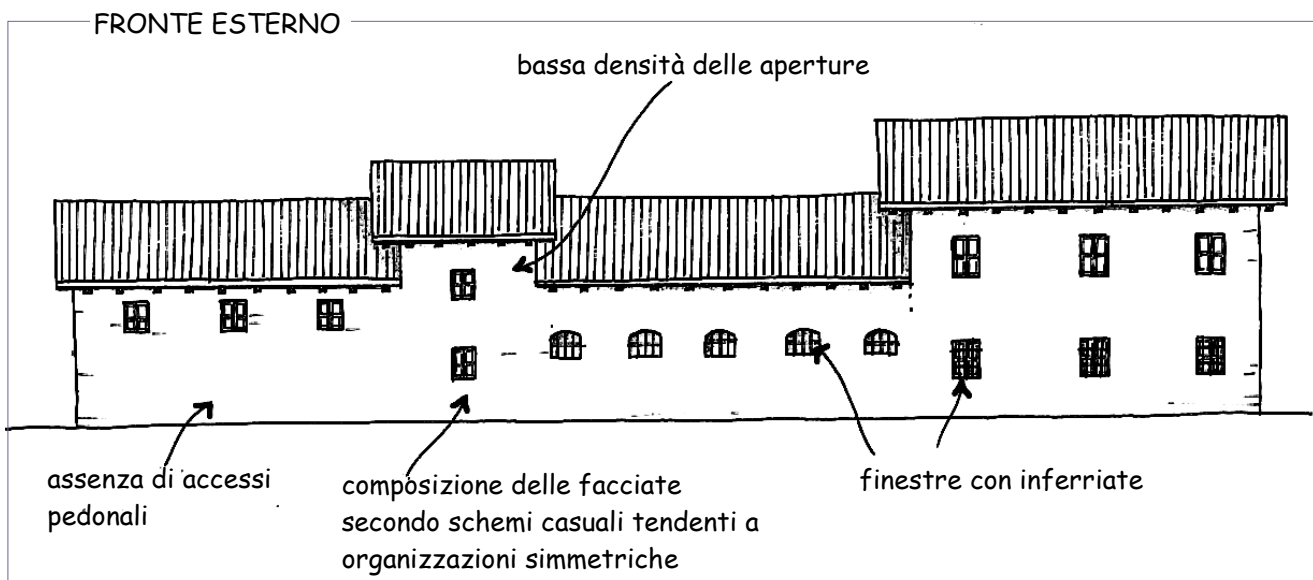 FRONTE ESTERNO
bassa densità delle aperture
assenza di accessi
pedonali
composizione delle facciate
secondo schemi casuali tendenti a
organizzazioni simmetriche
finestre con inferriate